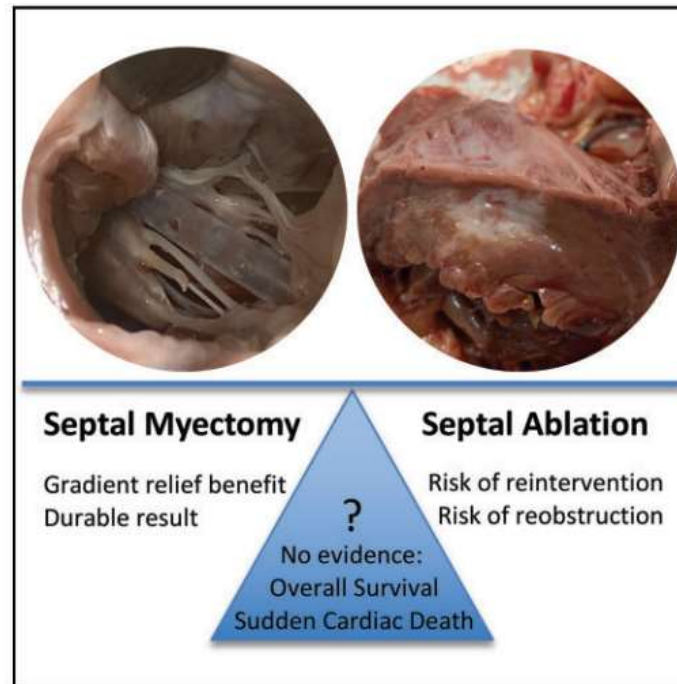 Septal Myectomy
Gradient relief benefit
Durable result
Septal Ablation
Risk of reintervention
Risk of reobstruction
?
No evidence:
Overall Survival
Sudden Cardiac Death